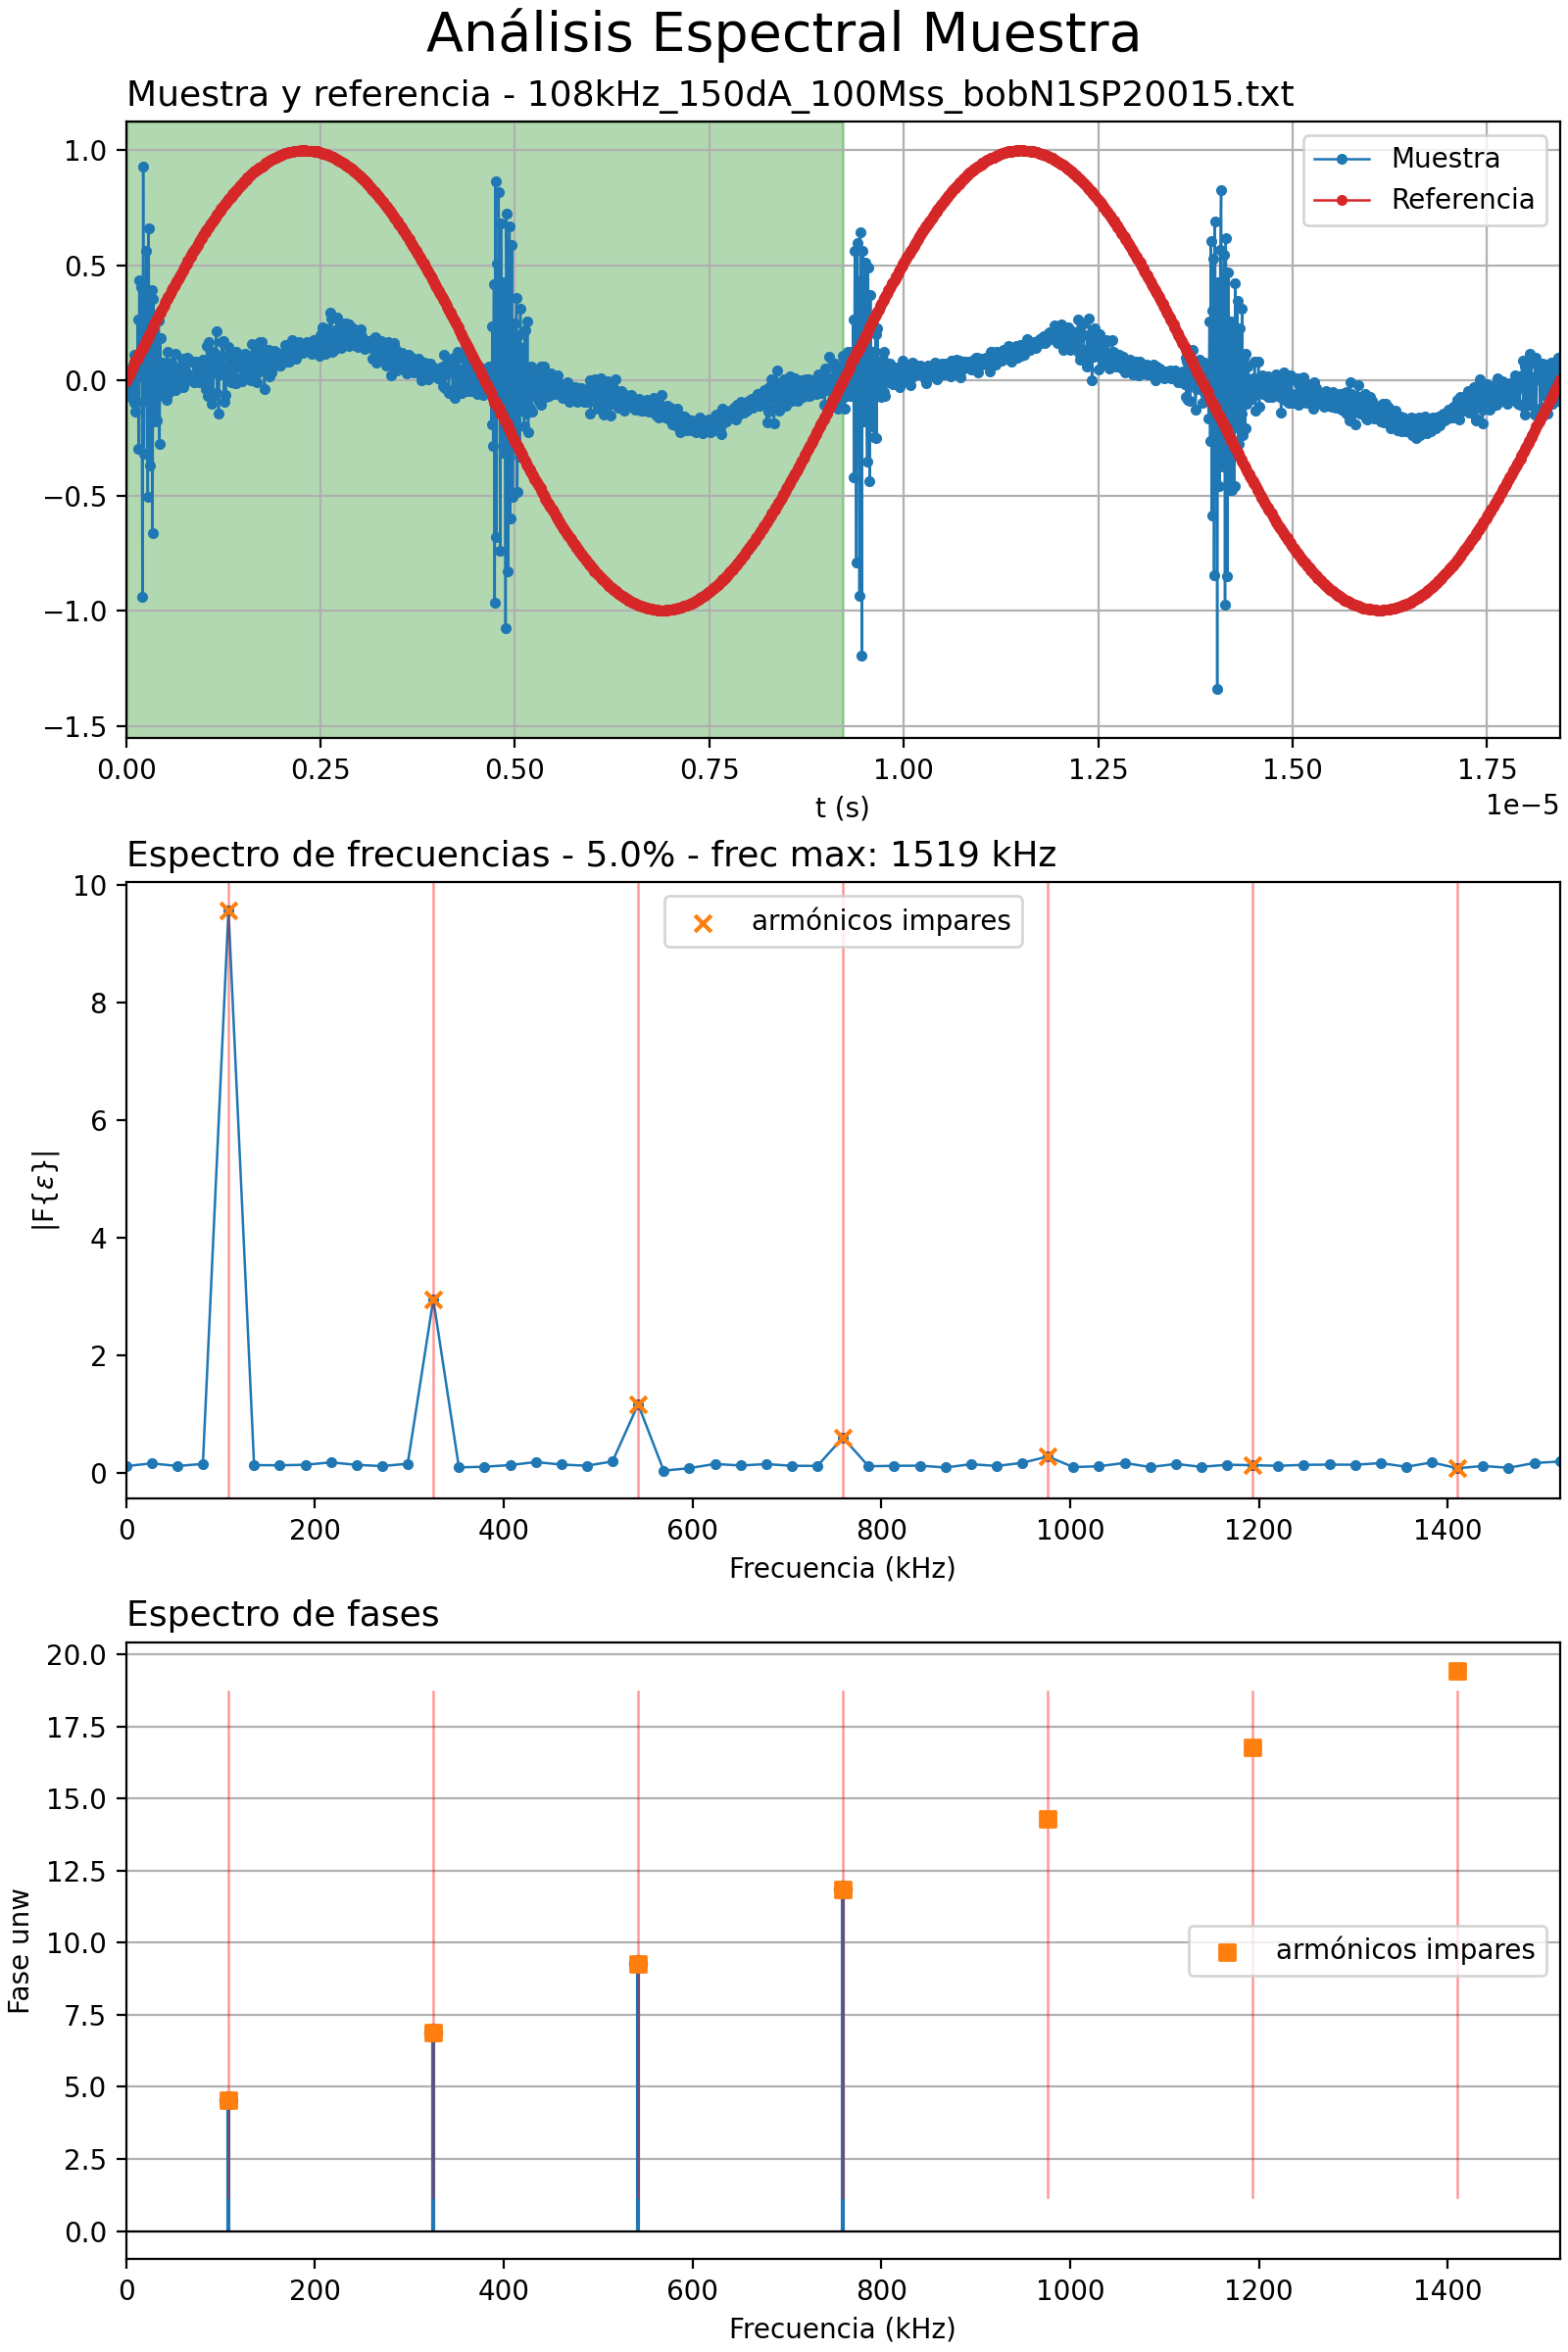 Análisis Espectral Muestra
Muestra y referencia - 108kHz_150dA_100Mss_bobN1SP20015.txt
1.0
0.5
0.0
−0.5
−1.0
−1.5
Muestra
Referencia
0.00 0.25 0.50 0.75 1.00 1.25 1.50 1.75
t (s)
1e−5
Espectro de frecuencias - 5.0% - frec max: 1519 kHz
10
8
6
4
2
0
|F{ε}|
armónicos impares
0 200 400 600 800 1000 1200 1400
Frecuencia (kHz)
Espectro de fases
20.0
17.5
15.0
12.5
10.0
7.5
5.0
2.5
0.0
Fase unw
armónicos impares
0 200 400 600 800 1000 1200 1400
Frecuencia (kHz)